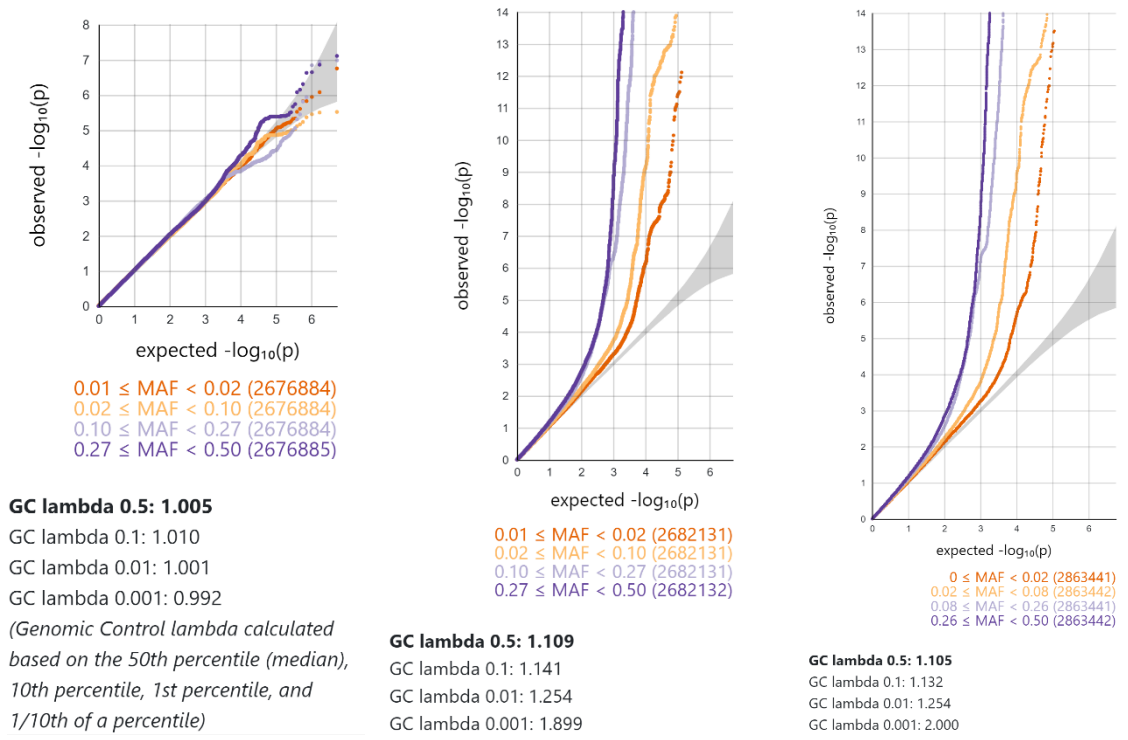 8
7
6
5
4
3
2
1
0
observed -log₁₀(p)
0 1 2 3 4 5 6
expected -log₁₀(p)
0.01 ≤ MAF < 0.02 (2676884)
0.02 ≤ MAF < 0.10 (2676884)
0.10 ≤ MAF < 0.27 (2676884)
0.27 ≤ MAF < 0.50 (2676885)
GC lambda 0.5: 1.005
GC lambda 0.1: 1.010
GC lambda 0.01: 1.001
GC lambda 0.001: 0.992
(Genomic Control lambda calculated
based on the 50th percentile (median),
10th percentile, 1st percentile, and
1/10th of a percentile)
14
13
12
11
10
9
8
7
6
5
4
3
2
1
0
observed -log₁₀(p)
0 1 2 3 4 5 6
expected -log₁₀(p)
0.01 ≤ MAF < 0.02 (2682131)
0.02 ≤ MAF < 0.10 (2682131)
0.10 ≤ MAF < 0.27 (2682131)
0.27 ≤ MAF < 0.50 (2682132)
GC lambda 0.5: 1.109
GC lambda 0.1: 1.141
GC lambda 0.01: 1.254
GC lambda 0.001: 1.899
14
13
12
11
10
9
8
7
6
5
4
3
2
1
0
observed -log₁₀(p)
0 1 2 3 4 5 6
expected -log₁₀(p)
0 ≤ MAF < 0.02 (2863441)
0.02 ≤ MAF < 0.08 (2863442)
0.08 ≤ MAF < 0.26 (2863441)
0.26 ≤ MAF < 0.50 (2863442)
GC lambda 0.5: 1.105
GC lambda 0.1: 1.132
GC lambda 0.01: 1.254
GC lambda 0.001: 2.000